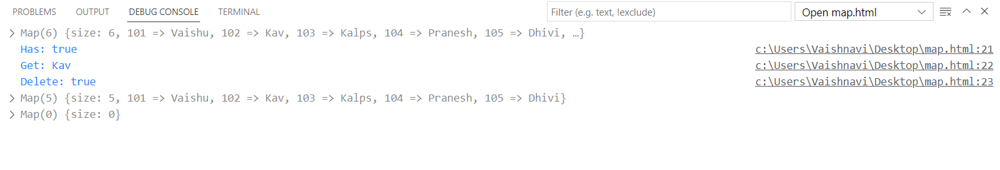 PROBLEMS OUTPUT DEBUG CONSOLE TERMINAL Filter (e.g. text, !exclude) Open map.html
Map(6) {size: 6, 101 => Vaishu, 102 => Kav, 103 => Kalps, 104 => Pranesh, 105 => Dhivi, …}
Has: true c:\Users\Vaishnavi\Desktop\map.html:21
Get: Kav c:\Users\Vaishnavi\Desktop\map.html:22
Delete: true c:\Users\Vaishnavi\Desktop\map.html:23
Map(5) {size: 5, 101 => Vaishu, 102 => Kav, 103 => Kalps, 104 => Pranesh, 105 => Dhivi}
Map(0) {size: 0}